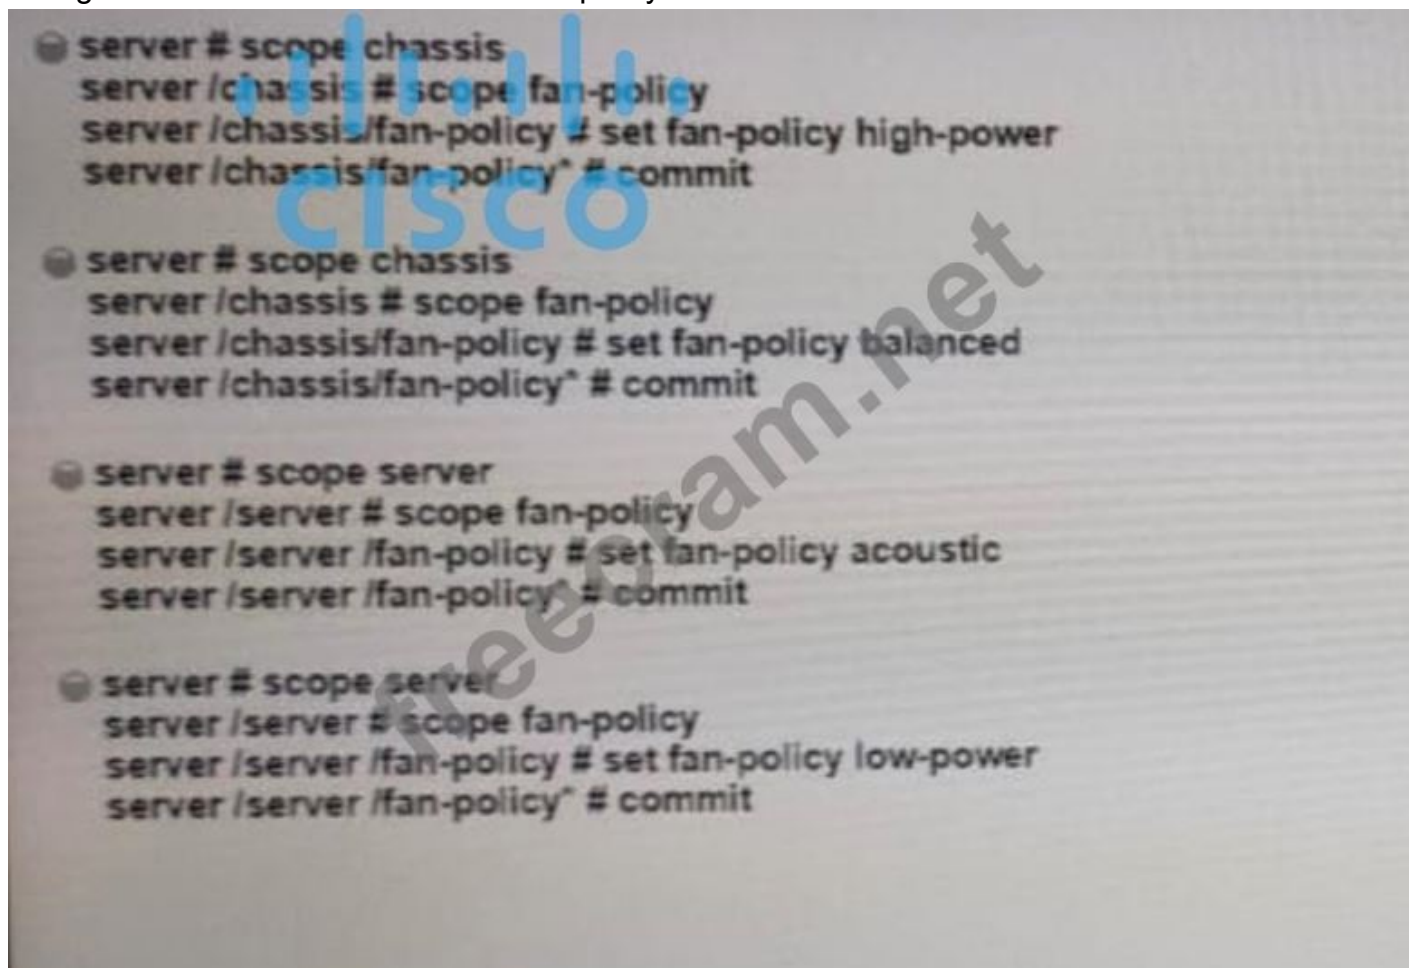 server # scope chassis
server /chassis # scope fan-policy
server /chassis/fan-policy # set fan-policy high-power
server /chassis/fan-policy* # commit
CISCO
server # scope chassis
server /chassis # scope fan-policy
server /chassis/fan-policy # set fan-policy balanced
server /chassis/fan-policy* # commit
server # scope server
server /server # scope fan-policy
server /server /fan-policy # set fan-policy acoustic
server /server /fan-policy* # commit
server # scope server
server /server # scope fan-policy
server /server /fan-policy # set fan-policy low-power
server /server /fan-policy* # commit
freecram.net